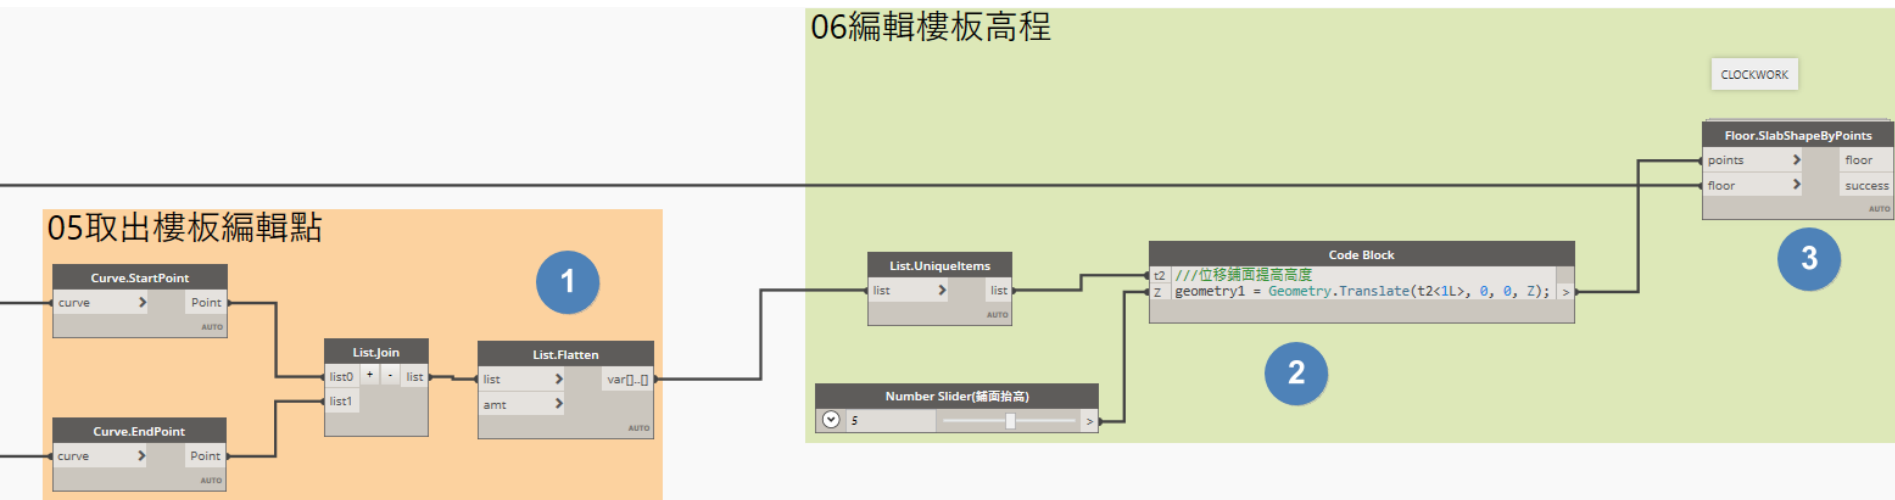 06編輯樓板高程
CLOCKWORK
Floor.SlabShapeByPoints
points > floor
floor > success
AUTO
3
05取出樓板編輯點
1
Curve.StartPoint
curve > Point
AUTO
List.Join
list0 + - list
list1
List.Flatten
list > var[]..[]
amt >
AUTO
Curve.EndPoint
curve > Point
AUTO
List.UniqueItems
list > list
AUTO
Code Block
t2 ///位移鋪面提高高度
Z geometry1 = Geometry.Translate(t2<1L>, 0, 0, Z); >
2
Number Slider(鋪面抬高)
5 >